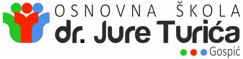 OSNOVNA ŠKOLA
dr. Jure Turića
Gospić